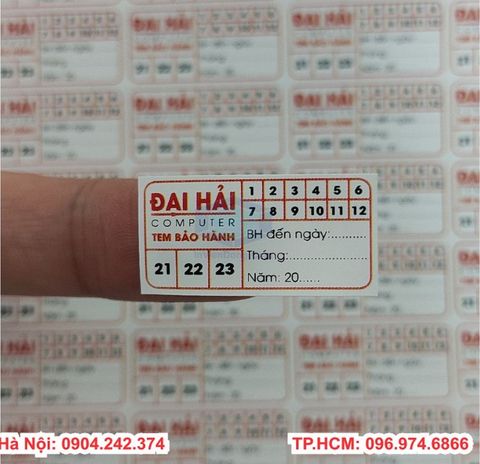 ĐẠI HẢI
COMPUTER
TEM BẢO HÀNH
21 22 23
1 2 3 4 5 6
7 8 9 10 11 12
BH đến ngày:..........
Tháng:......................
Năm: 20......
Hà Nội: 0904.242.374
TP.HCM: 096.974.6866